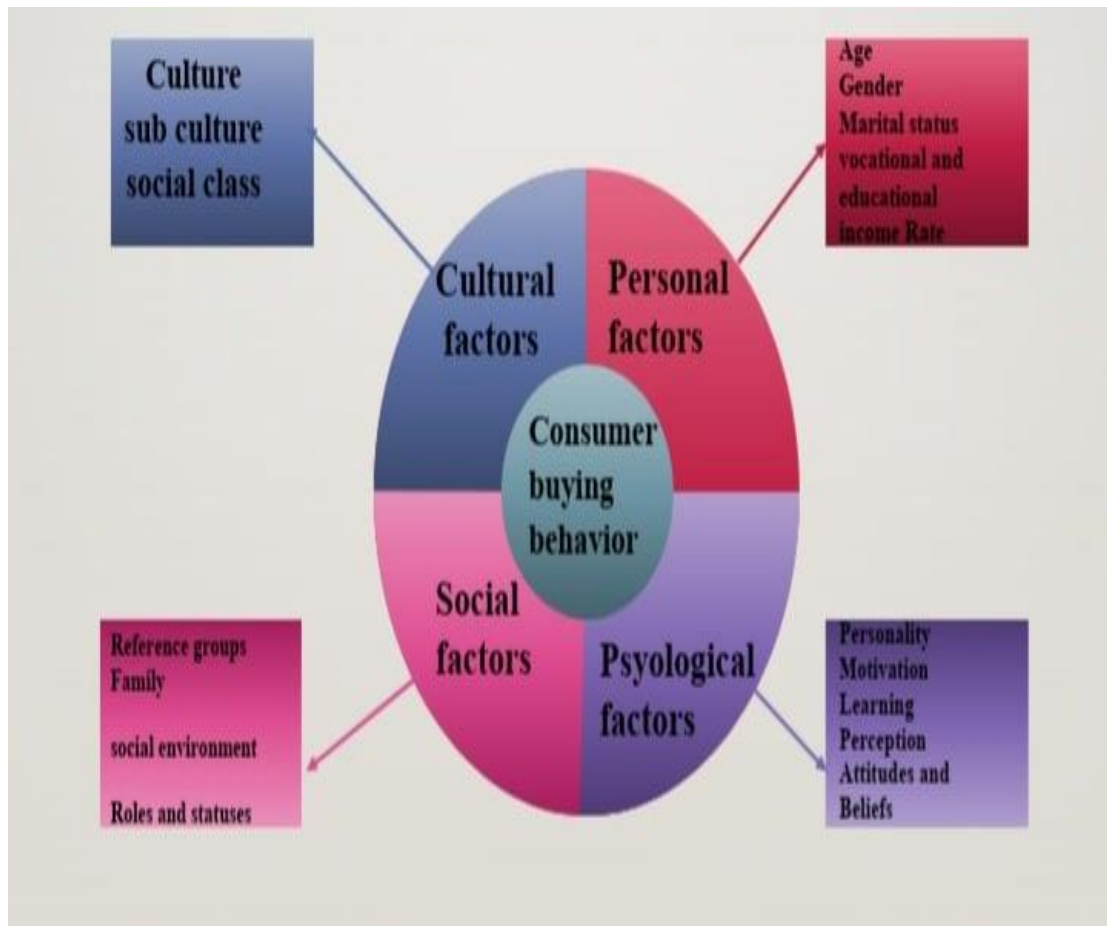 Culture
sub culture
social class
Age
Gender
Marital status
vocational and
educational
income Rate
Cultural
factors
Personal
factors
Consumer
buying
behavior
Social
factors
Psyological
factors
Reference groups
Family
social environment
Roles and statuses
Personality
Motivation
Learning
Perception
Attitudes and
Beliefs